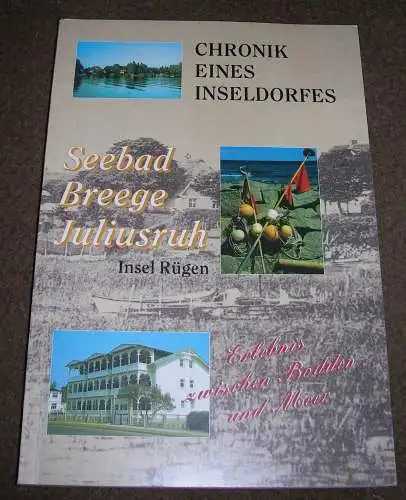 CHRONIK
EINES
INSELDORFES
Seebad
Breege
Juliusruh
Insel Rügen
Erlebnis
zwischen Bodden
und Meer